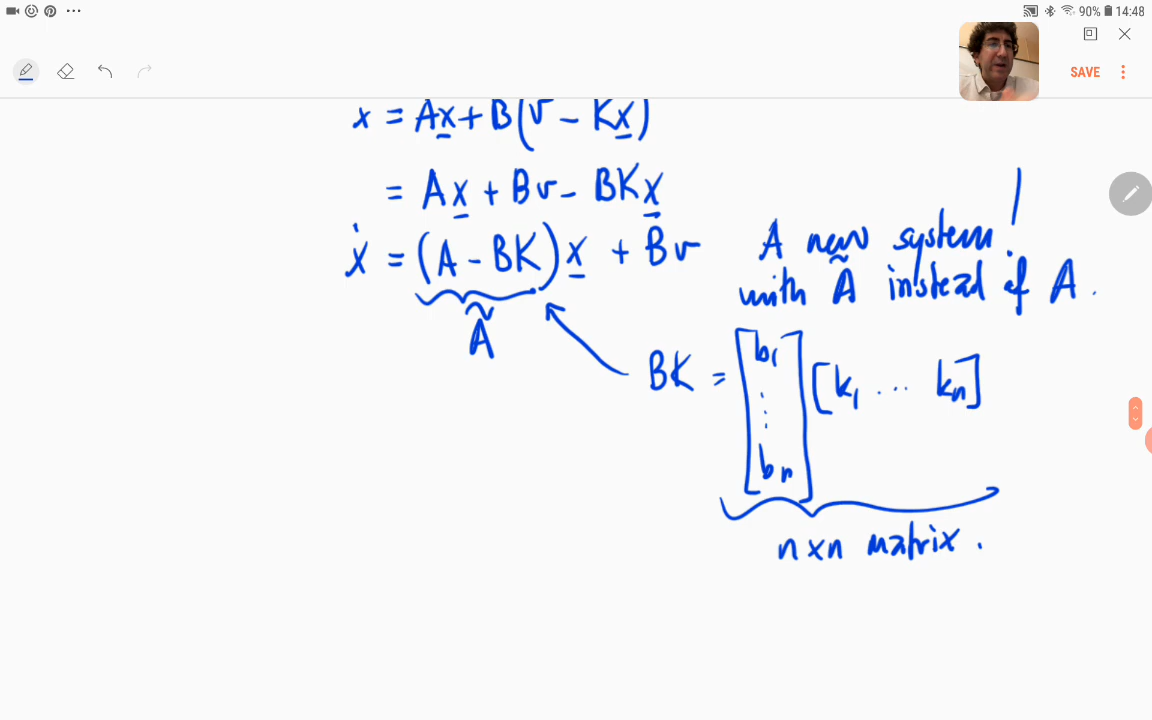 90% 14:48
SAVE
x = Ax + B(v - Kx)
= Ax + Bv - BKx
ẋ = (A - BK)x + Bv
Ã
A new system!
with Ã instead of A.
BK = [b1 ⋮ bn] [k1 ... kn]
n x n matrix.